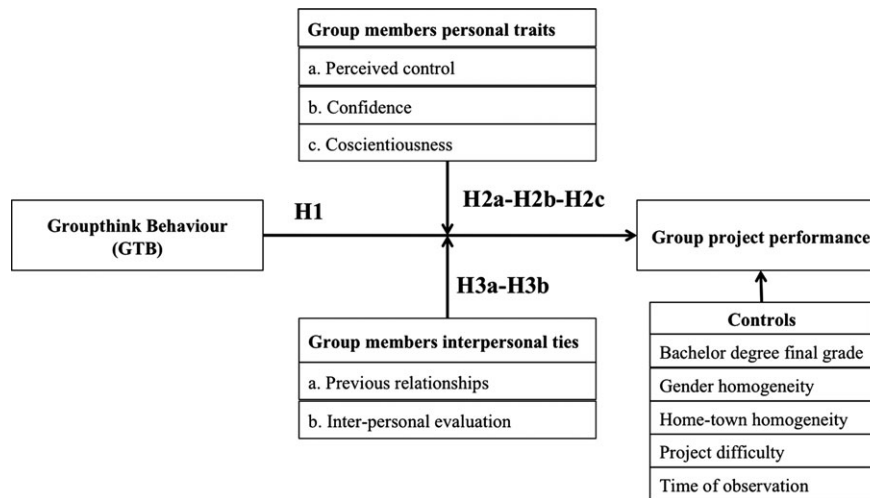 Group members personal traits
a. Perceived control
b. Confidence
c. Coscientiousness
H1
H2a-H2b-H2c
Groupthink Behaviour
(GTB)
Group project performance
H3a-H3b
Group members interpersonal ties
a. Previous relationships
b. Inter-personal evaluation
Controls
Bachelor degree final grade
Gender homogeneity
Home-town homogeneity
Project difficulty
Time of observation